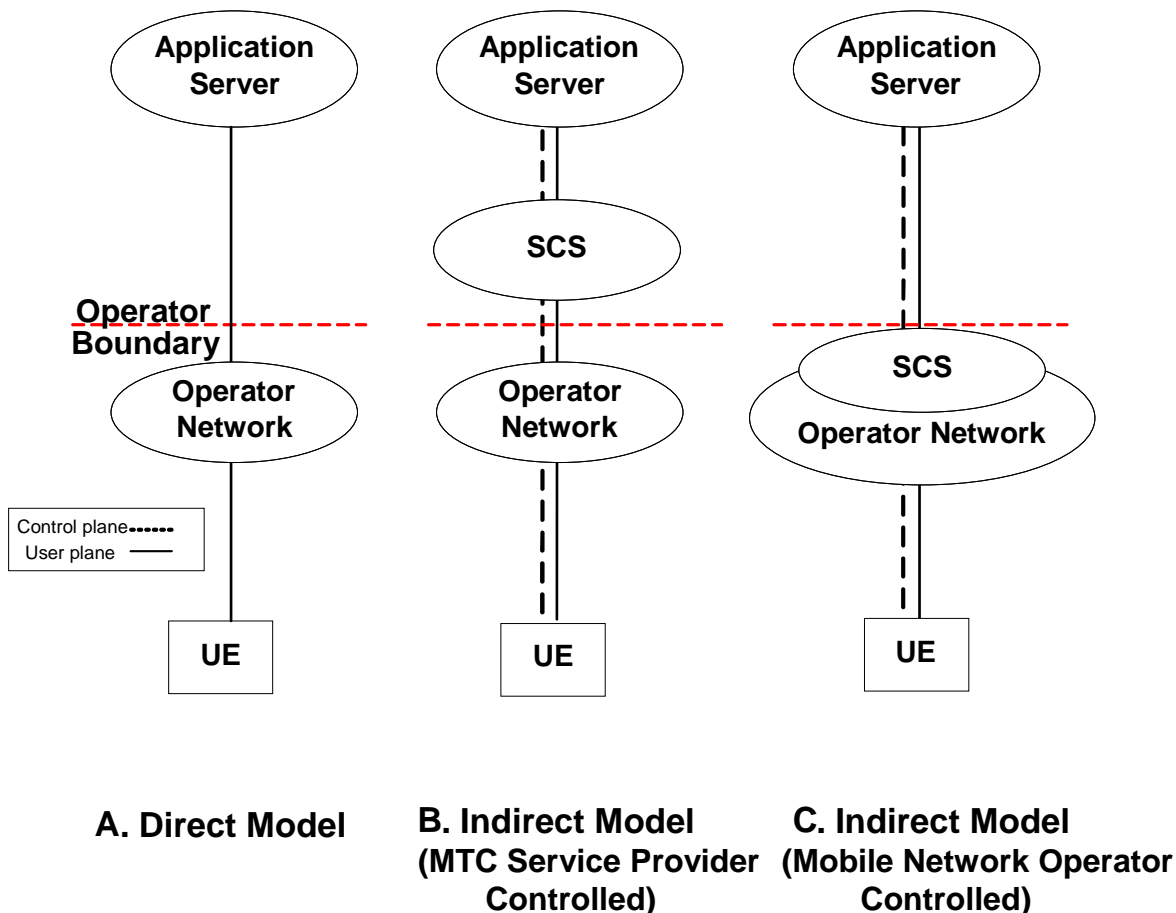 Application
Server
Application
Server
Application
Server
SCS
Operator
Boundary
Operator
Network
Operator
Network
SCS
Operator Network
Control plane
User plane
UE
UE
UE
A. Direct Model
B. Indirect Model
(MTC Service Provider
Controlled)
C. Indirect Model
(Mobile Network Operator
Controlled)